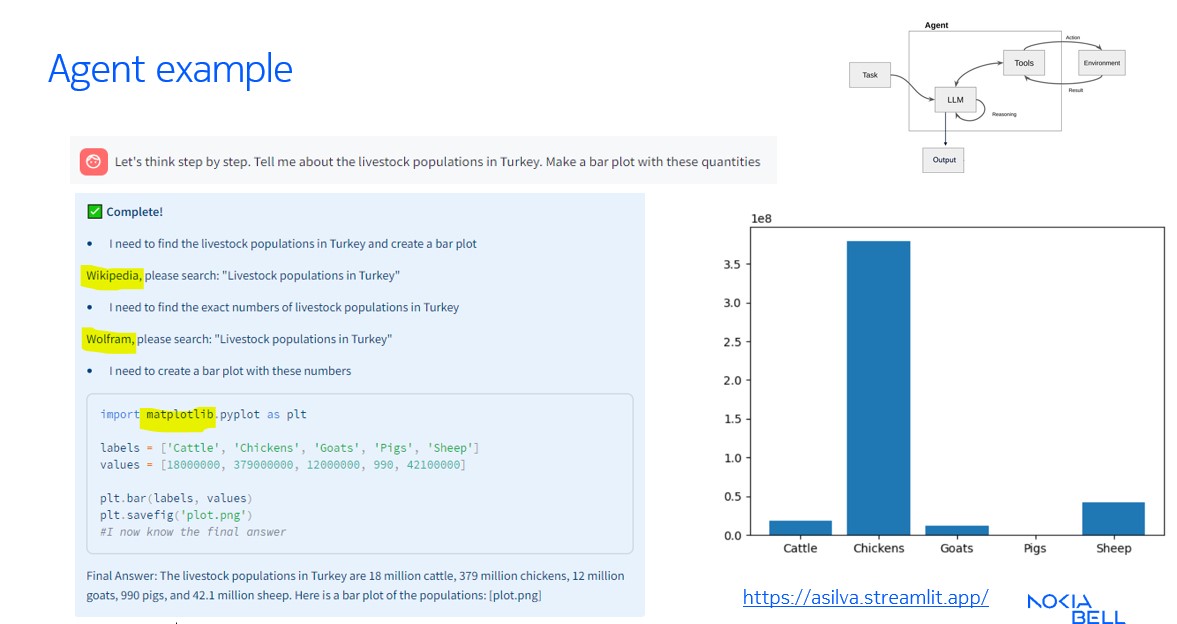 Agent example
Agent
Task
LLM
Tools
Environment
Action
Result
Reasoning
Output
Let's think step by step. Tell me about the livestock populations in Turkey. Make a bar plot with these quantities
Complete!
I need to find the livestock populations in Turkey and create a bar plot
Wikipedia, please search: "Livestock populations in Turkey"
I need to find the exact numbers of livestock populations in Turkey
Wolfram, please search: "Livestock populations in Turkey"
I need to create a bar plot with these numbers
import matplotlib.pyplot as plt
labels = ['Cattle', 'Chickens', 'Goats', 'Pigs', 'Sheep']
values = [18000000, 379000000, 12000000, 990, 42100000]
plt.bar(labels, values)
plt.savefig('plot.png')
#I now know the final answer
Final Answer: The livestock populations in Turkey are 18 million cattle, 379 million chickens, 12 million
goats, 990 pigs, and 42.1 million sheep. Here is a bar plot of the populations: [plot.png]
1e8
3.5
3.0
2.5
2.0
1.5
1.0
0.5
0.0
Cattle Chickens Goats Pigs Sheep
https://asilva.streamlit.app/
NOKIA
BELL